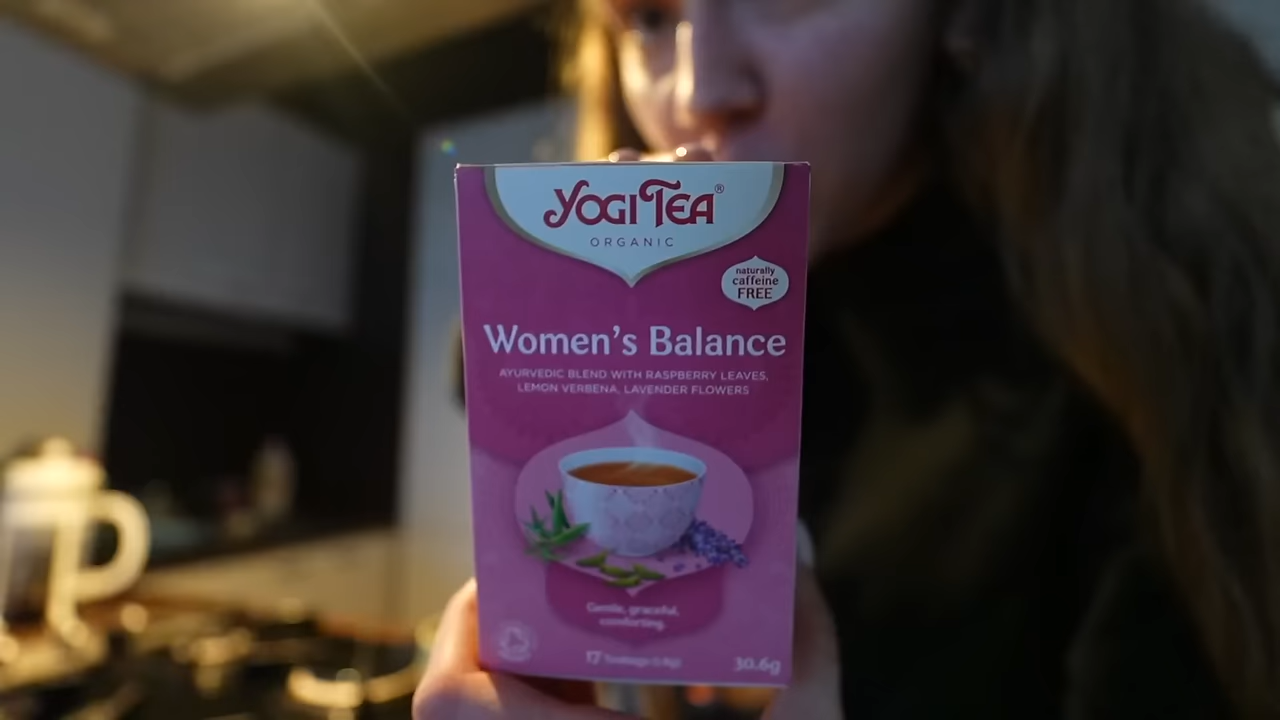 YOGI TEA®
ORGANIC
naturally
caffeine
FREE
Women's Balance
AYURVEDIC BLEND WITH RASPBERRY LEAVES,
LEMON VERBENA, LAVENDER FLOWERS
Gentle, graceful,
comforting.
17 Teabags
30.6g